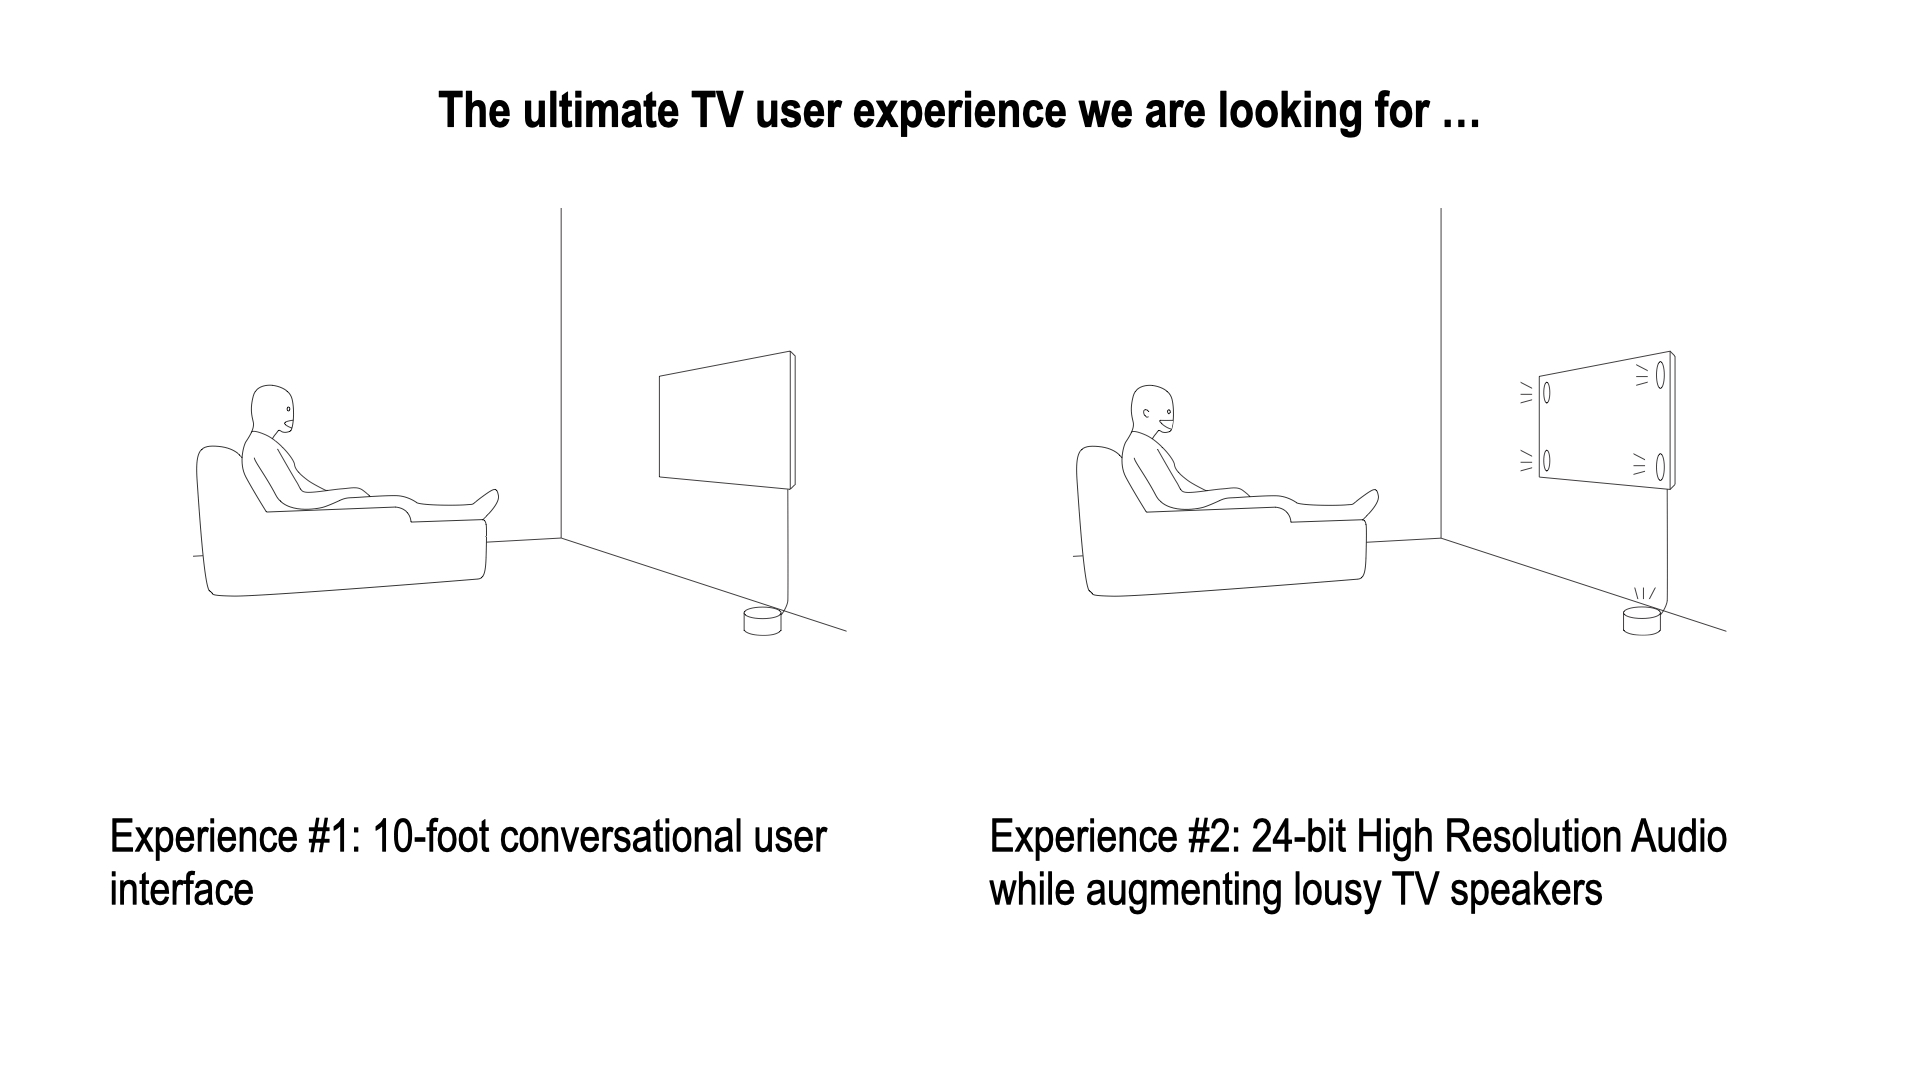 The ultimate TV user experience we are looking for …
Experience #1: 10-foot conversational user
interface
Experience #2: 24-bit High Resolution Audio
while augmenting lousy TV speakers